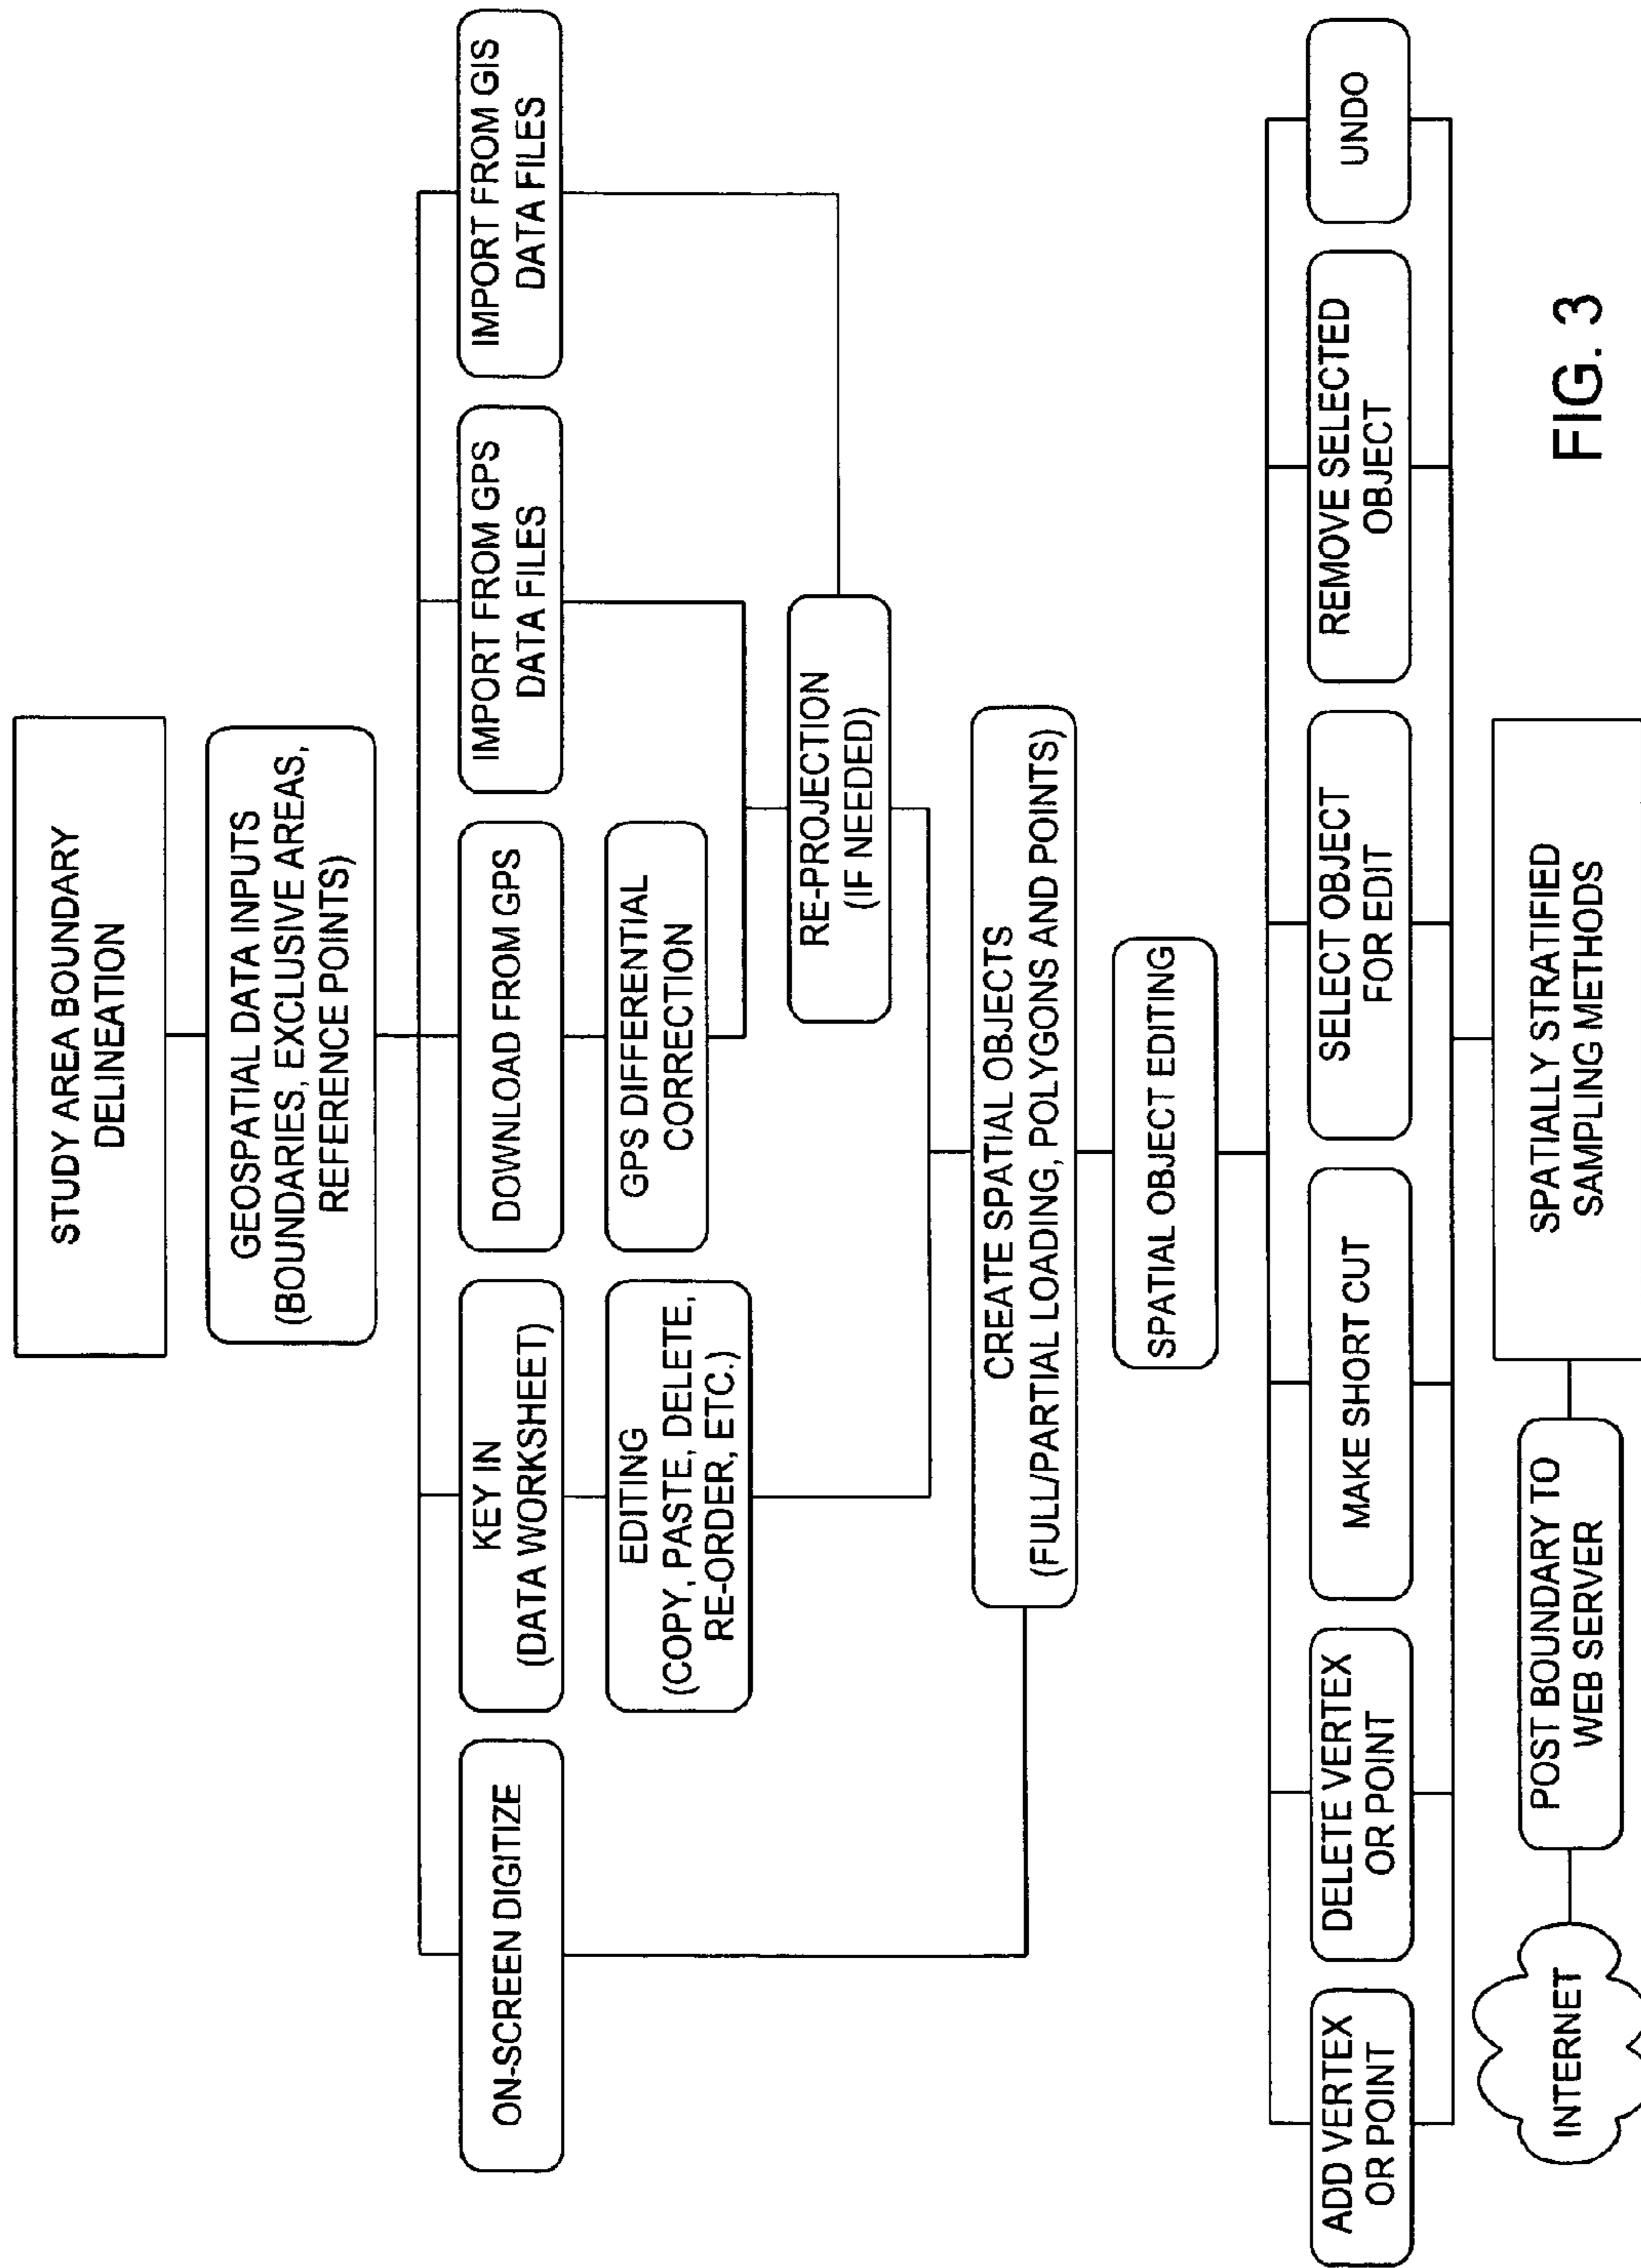 STUDY AREA BOUNDARY
DELINEATION
GEOSPATIAL DATA INPUTS
(BOUNDARIES, EXCLUSIVE AREAS,
REFERENCE POINTS)
ON-SCREEN DIGITIZE
KEY IN
(DATA WORKSHEET)
DOWNLOAD FROM GPS
IMPORT FROM GPS
DATA FILES
IMPORT FROM GIS
DATA FILES
EDITING
(COPY, PASTE, DELETE,
RE-ORDER, ETC.)
GPS DIFFERENTIAL
CORRECTION
RE-PROJECTION
(IF NEEDED)
CREATE SPATIAL OBJECTS
(FULL/PARTIAL LOADING, POLYGONS AND POINTS)
SPATIAL OBJECT EDITING
ADD VERTEX
OR POINT
DELETE VERTEX
OR POINT
MAKE SHORT CUT
SELECT OBJECT
FOR EDIT
REMOVE SELECTED
OBJECT
UNDO
INTERNET
POST BOUNDARY TO
WEB SERVER
SPATIALLY STRATIFIED
SAMPLING METHODS
FIG. 3